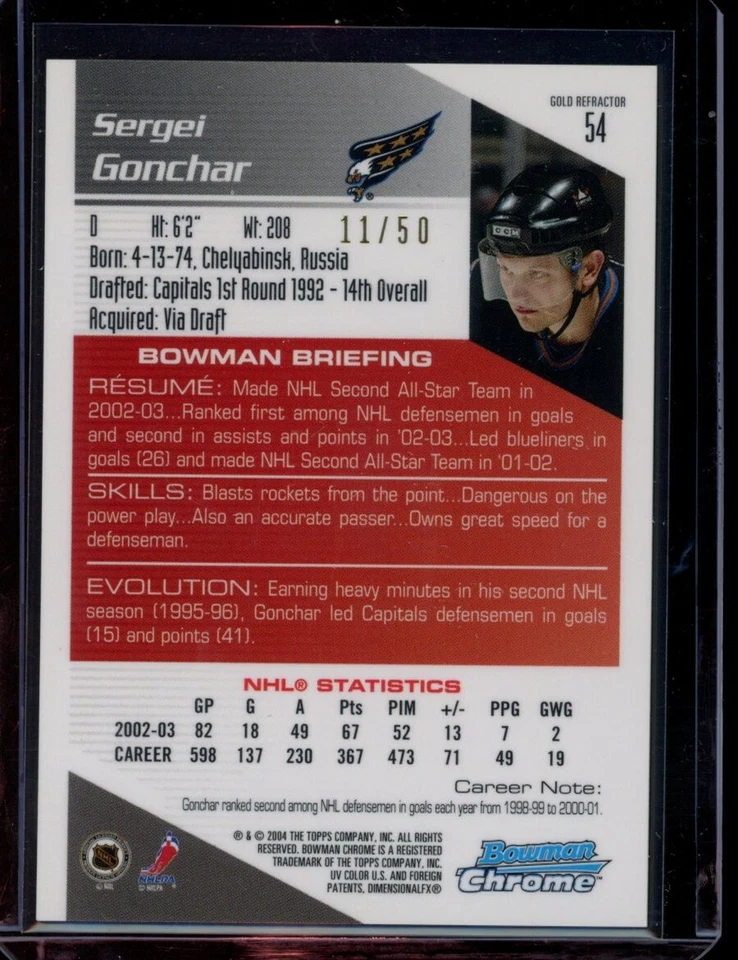 GOLD REFRACTOR
54
Sergei
Gonchar
®
D Ht: 6'2" Wt: 208 11/50
Born: 4-13-74, Chelyabinsk, Russia
Drafted: Capitals 1st Round 1992 - 14th Overall
Acquired: Via Draft
CCM
BOWMAN BRIEFING
RÉSUMÉ: Made NHL Second All-Star Team in
2002-03...Ranked first among NHL defensemen in goals
and second in assists and points in '02-03...Led blueliners in
goals (26) and made NHL Second All-Star Team in '01-02.
SKILLS: Blasts rockets from the point...Dangerous on the
power play...Also an accurate passer...Owns great speed for a
defenseman.
EVOLUTION: Earning heavy minutes in his second NHL
season (1995-96), Gonchar led Capitals defensemen in goals
(15) and points (41).
NHL® STATISTICS
GP G A Pts PIM +/- PPG GWG
2002-03 82 18 49 67 52 13 7 2
CAREER 598 137 230 367 473 71 49 19
Career Note:
Gonchar ranked second among NHL defensemen in goals each year from 1998-99 to 2000-01.
® & © 2004 THE TOPPS COMPANY, INC. ALL RIGHTS
RESERVED. BOWMAN CHROME IS A REGISTERED
TRADEMARK OF THE TOPPS COMPANY, INC.
UV COLOR U.S. AND FOREIGN
PATENTS, DIMENSIONALFX®
NHLPA
© NHL
© NHLPA
Bowman
Chrome™